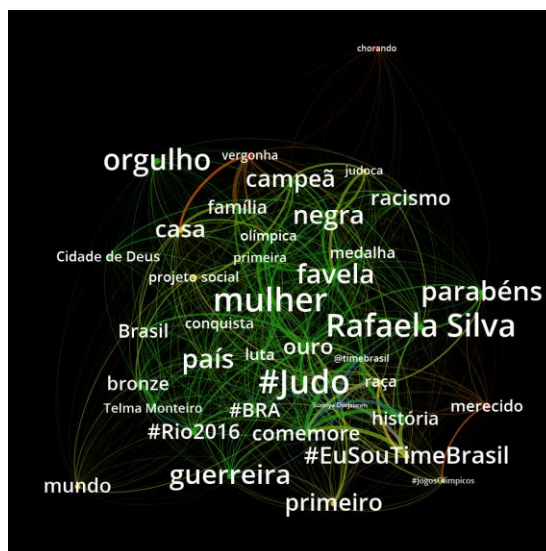 chorando
orgulho
vergonha
campeã
judoca
família
negra
racismo
casa
olímpica
Cidade de Deus
primeira
medalha
projeto social
favela
mulher
parabéns
Brasil
conquista
Rafaela Silva
país
luta
ouro
@timebrasil
bronze
#Judo
raça
Telma Monteiro
#BRA
história
merecido
#Rio2016
comemore
#EuSouTimeBrasil
mundo
guerreira
#JogosOlimpicos
primeiro